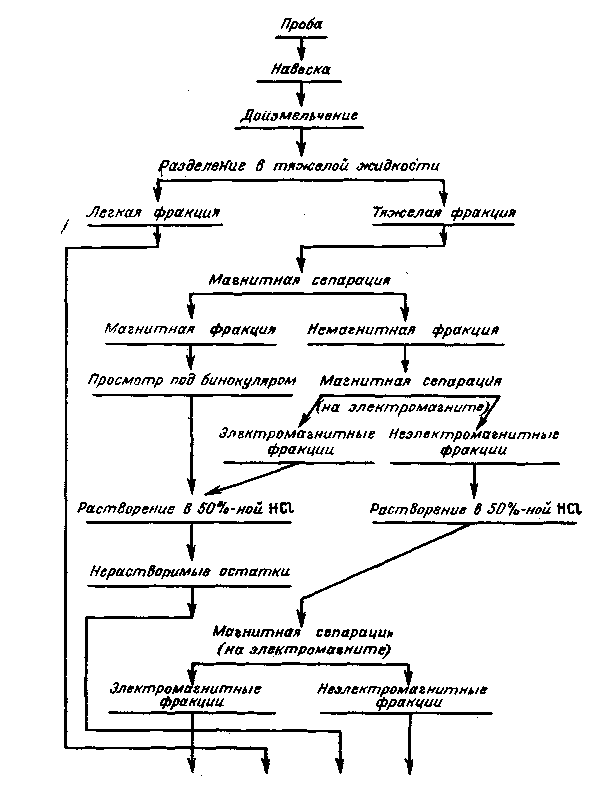 Проба
Навеска
Доизмельчение
Разделение в тяжелой жидкости
Легкая фракция
Тяжелая фракция
Магнитная сепарация
Магнитная фракция
Немагнитная фракция
Просмотр под бинокуляром
Магнитная сепарация
(на электромагните)
Электромагнитные
фракции
Неэлектромагнитные
фракции
Растворение в 50%-ной HCl
Растворение в 50%-ной HCl
Нерастворимые остатки
Магнитная сепарация
(на электромагните)
Электромагнитные
фракции
Неэлектромагнитные
фракции